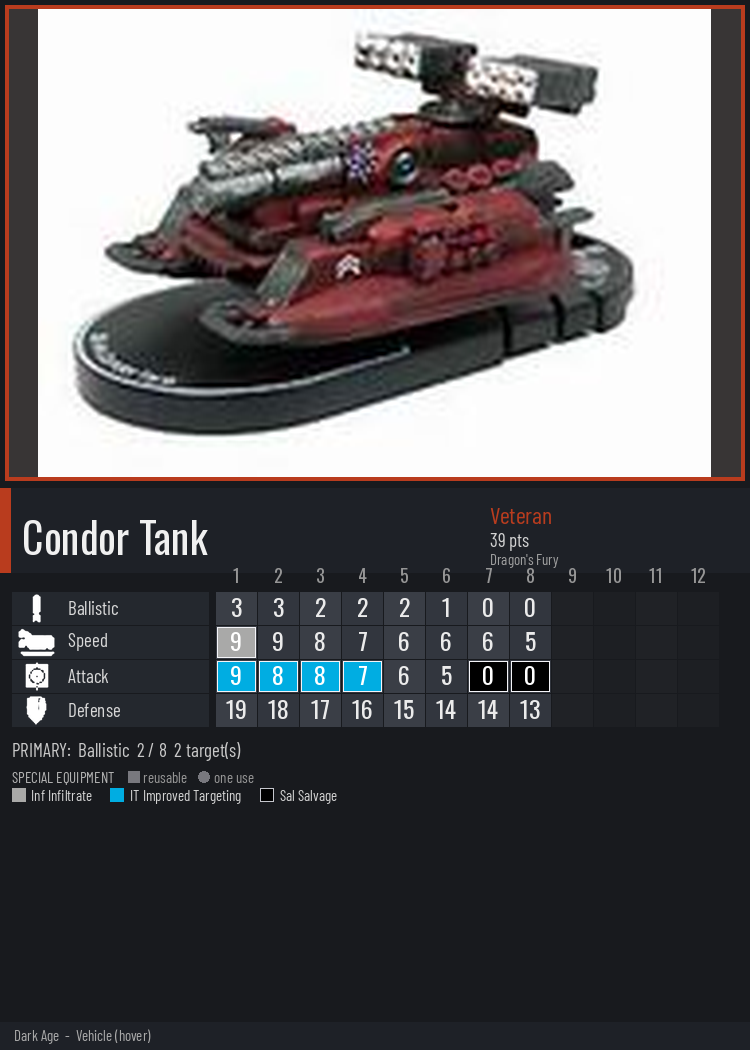 Condor Tank
Veteran
39 pts
Dragon's Fury
1 2 3 4 5 6 7 8 9 10 11 12
Ballistic 3 3 2 2 2 1 0 0
Speed 9 9 8 7 6 6 6 5
Attack 9 8 8 7 6 5 0 0
Defense 19 18 17 16 15 14 14 13
PRIMARY: Ballistic 2 / 8 2 target(s)
SPECIAL EQUIPMENT reusable one use
Inf Infiltrate IT Improved Targeting Sal Salvage
Dark Age - Vehicle (hover)